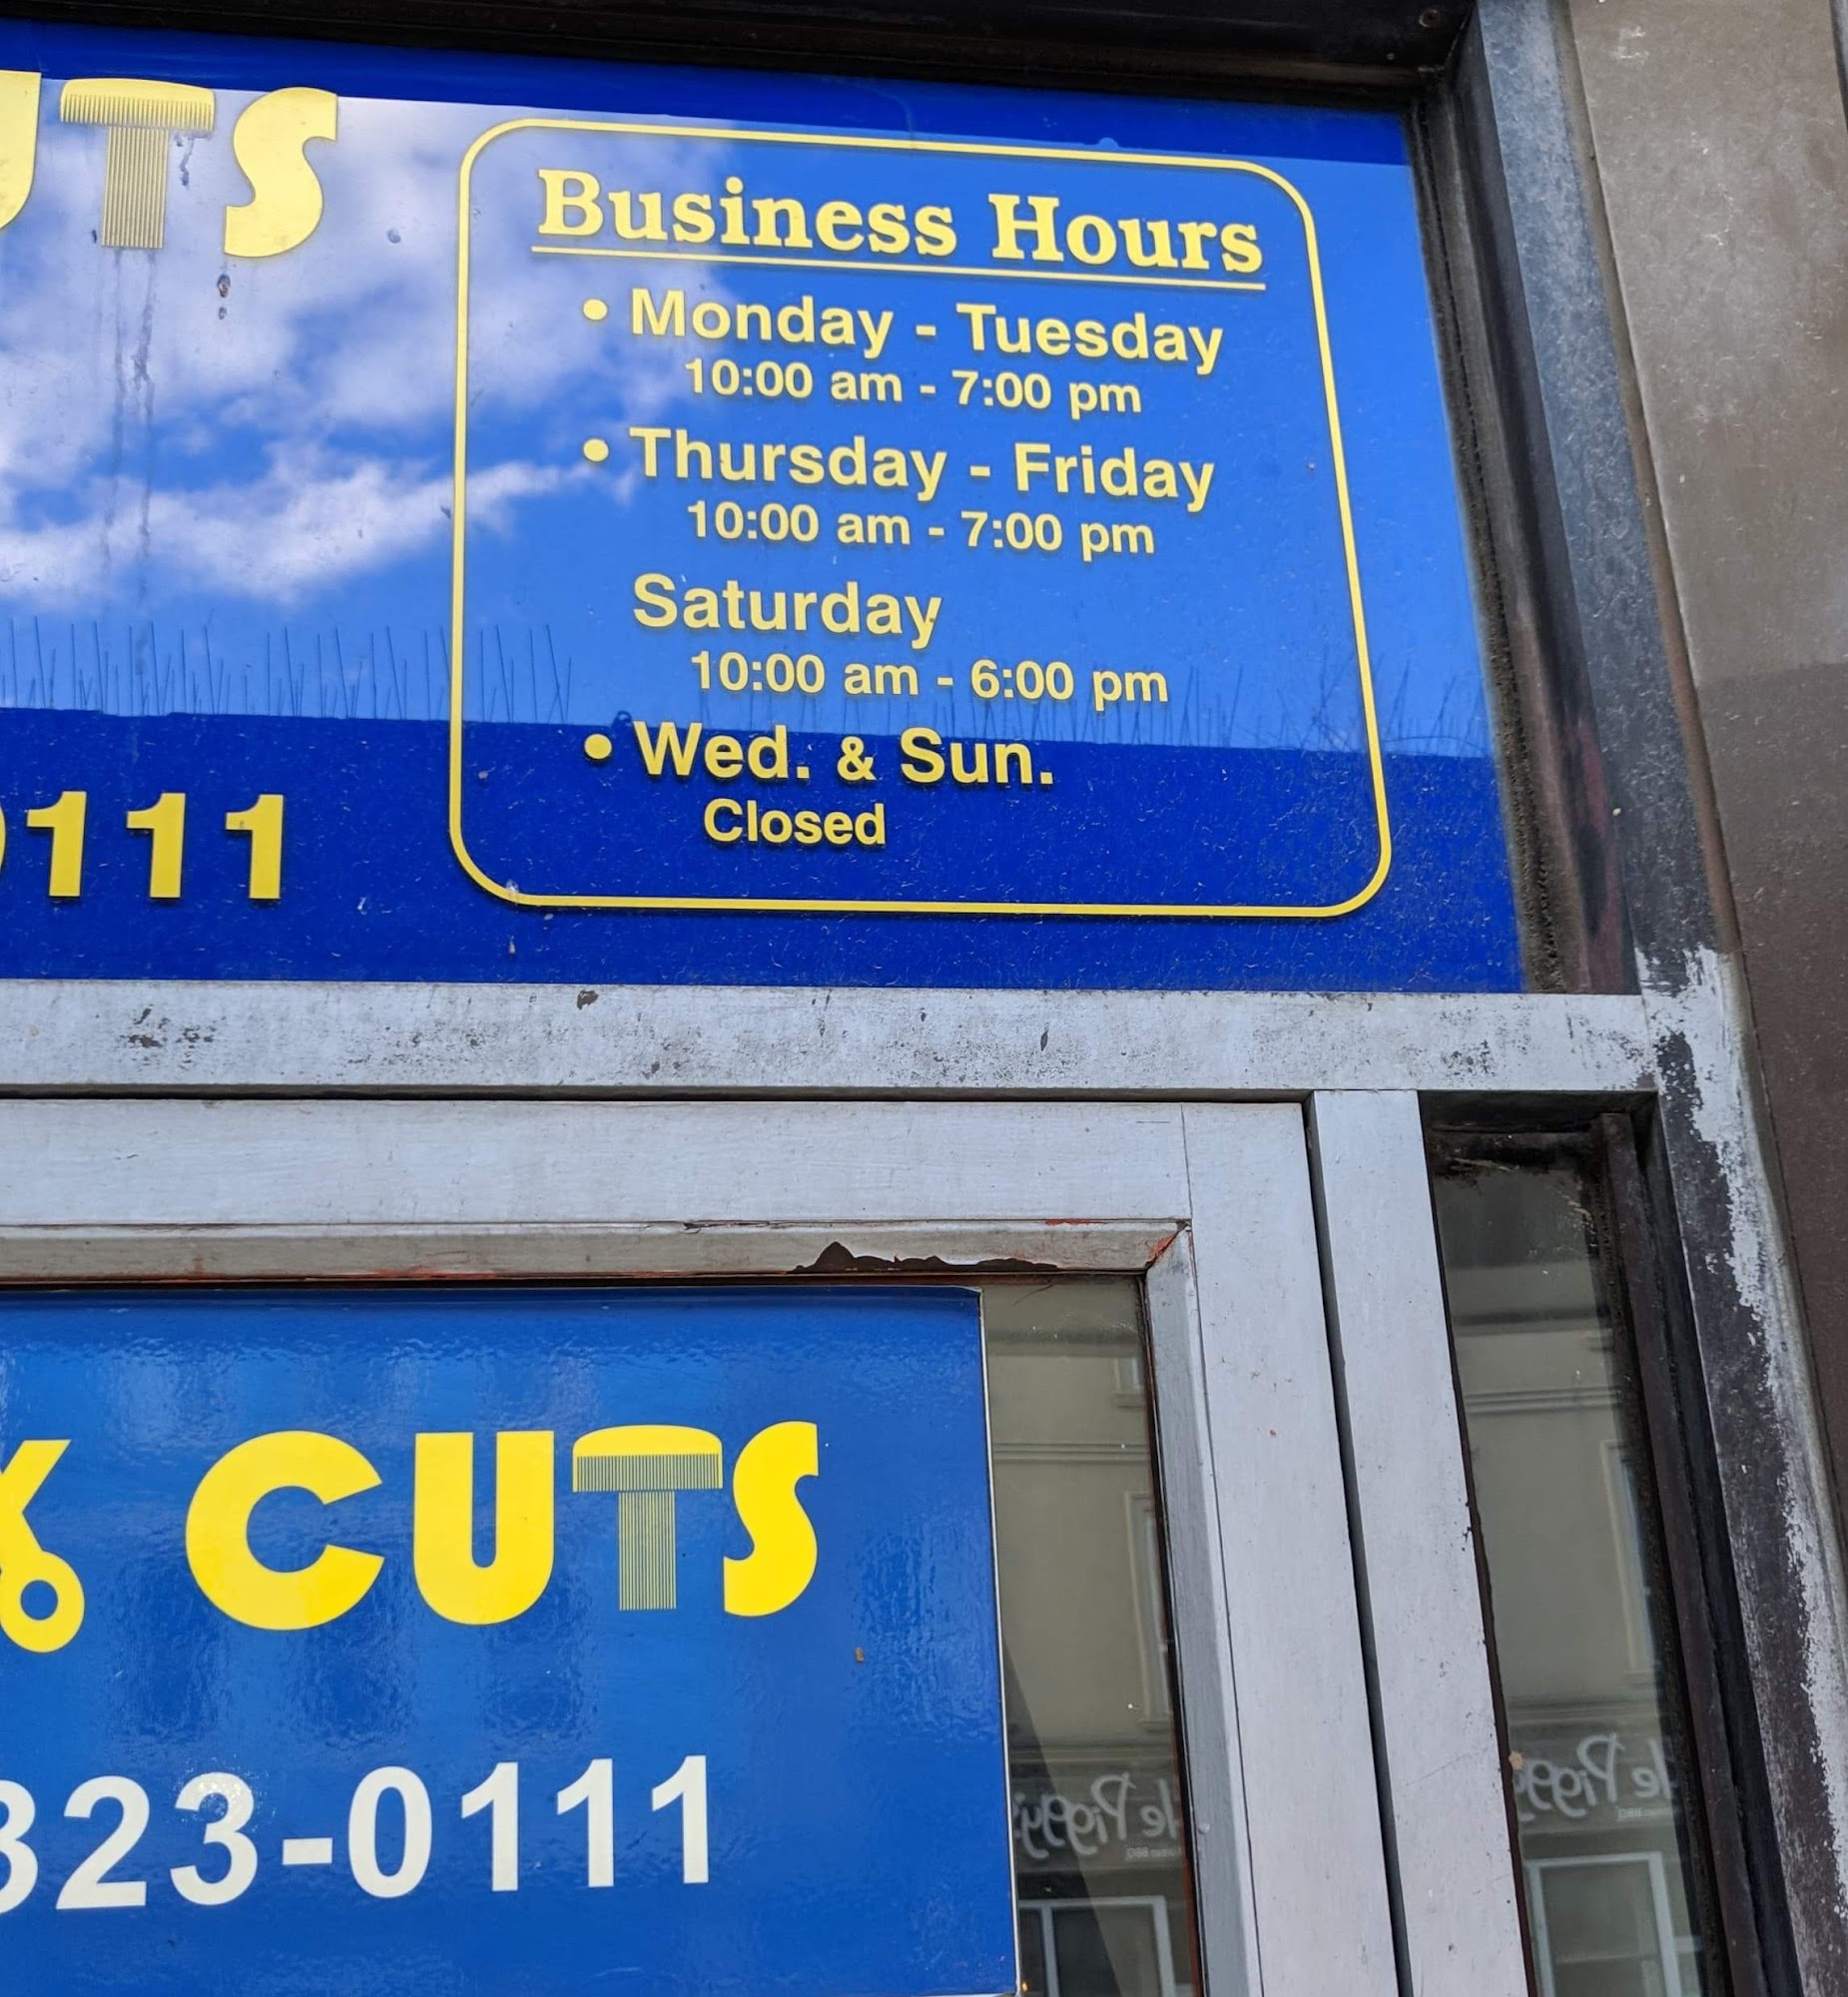 UTS
Business Hours
• Monday - Tuesday
10:00 am - 7:00 pm
• Thursday - Friday
10:00 am - 7:00 pm
Saturday
10:00 am - 6:00 pm
• Wed. & Sun.
Closed
0111
CUTS
323-0111